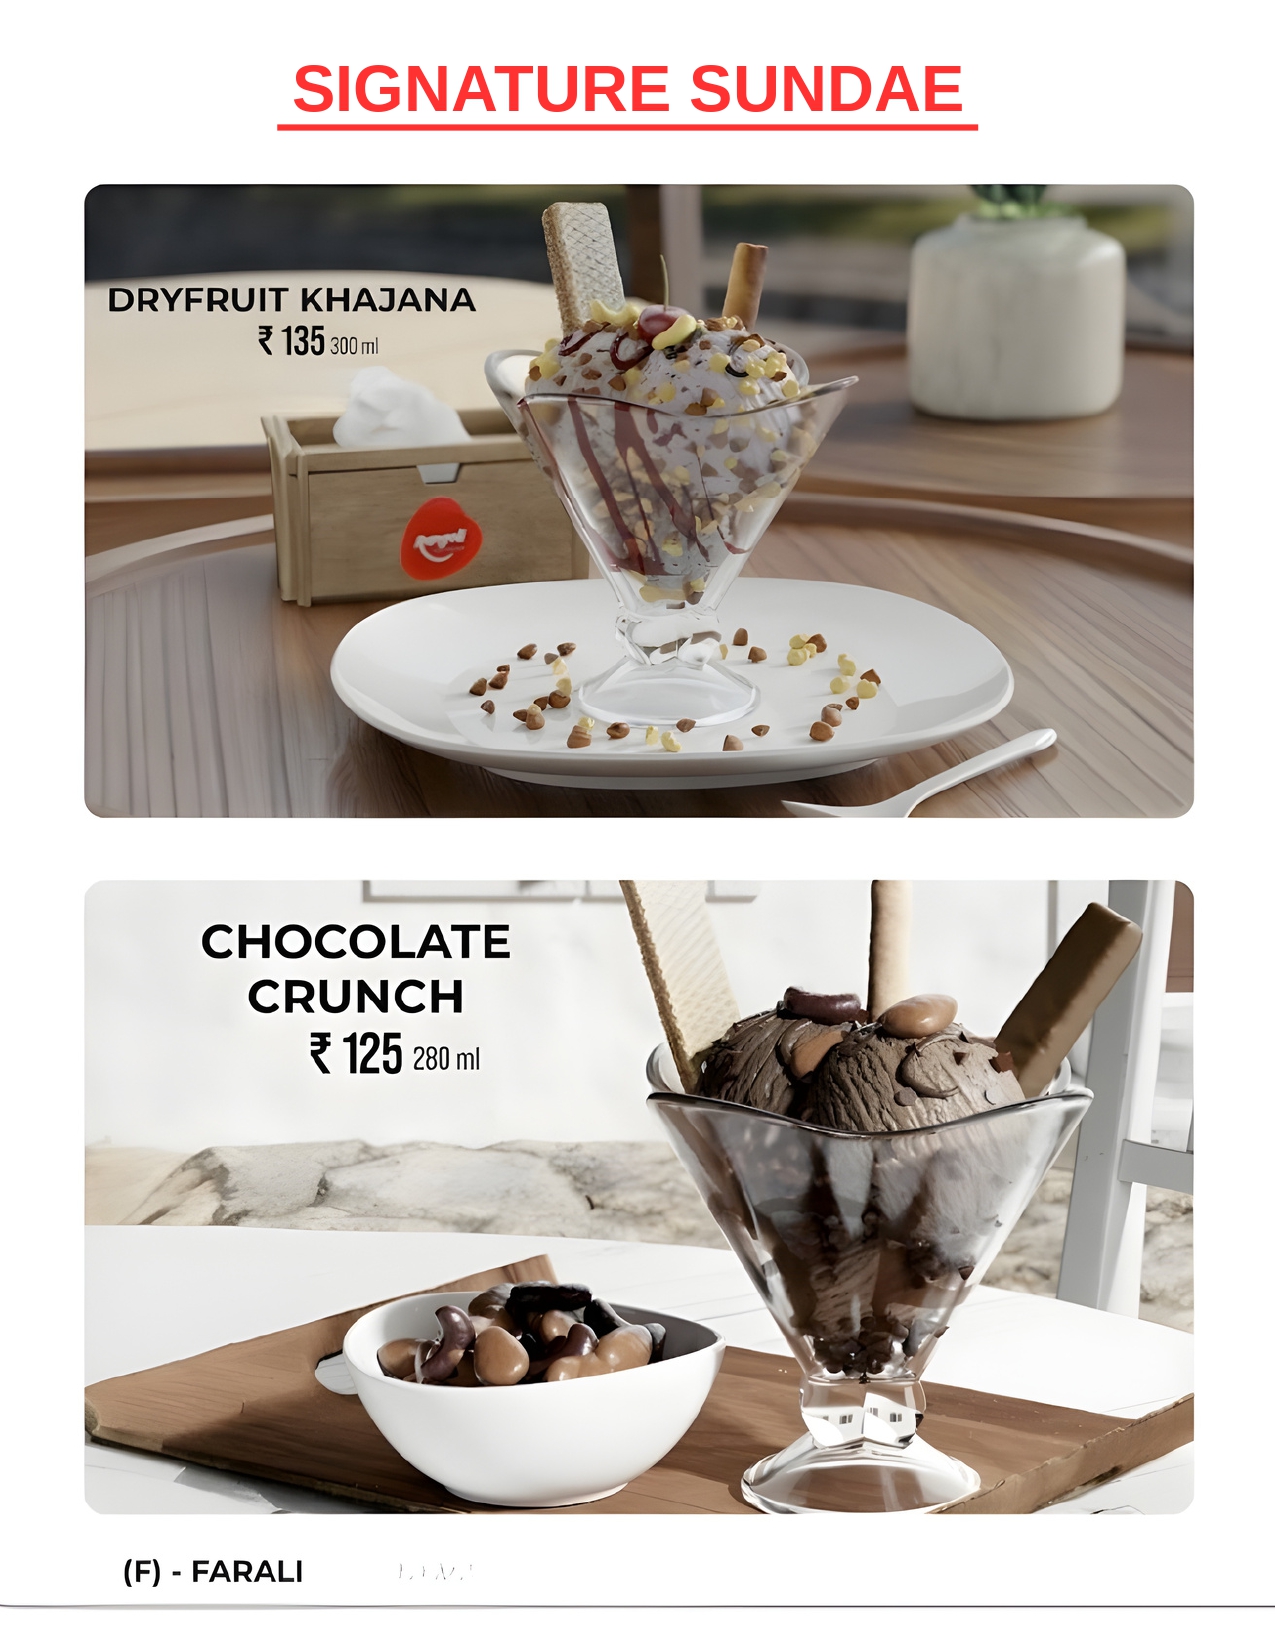 SIGNATURE SUNDAE
DRYFRUIT KHAJANA
₹ 135 300 ml
CHOCOLATE
CRUNCH
₹ 125 280 ml
(F) - FARALI